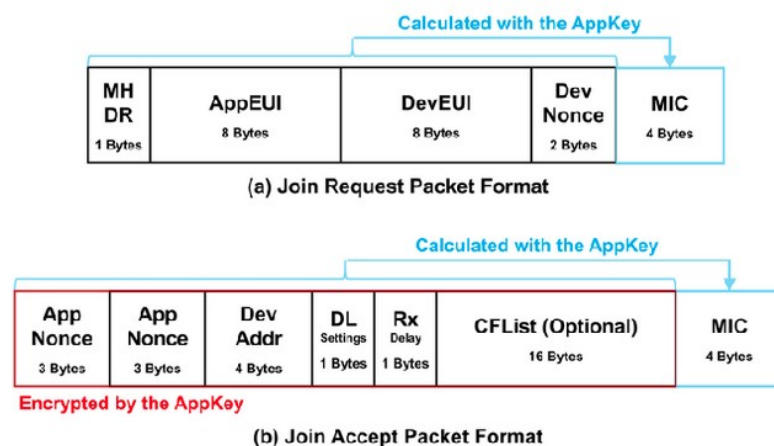 Calculated with the AppKey
MH
DR
1 Bytes
AppEUI
8 Bytes
DevEUI
8 Bytes
Dev
Nonce
2 Bytes
MIC
4 Bytes
(a) Join Request Packet Format
Calculated with the AppKey
App
Nonce
3 Bytes
App
Nonce
3 Bytes
Dev
Addr
4 Bytes
DL
Settings
1 Bytes
Rx
Delay
1 Bytes
CFList (Optional)
16 Bytes
MIC
4 Bytes
Encrypted by the AppKey
(b) Join Accept Packet Format